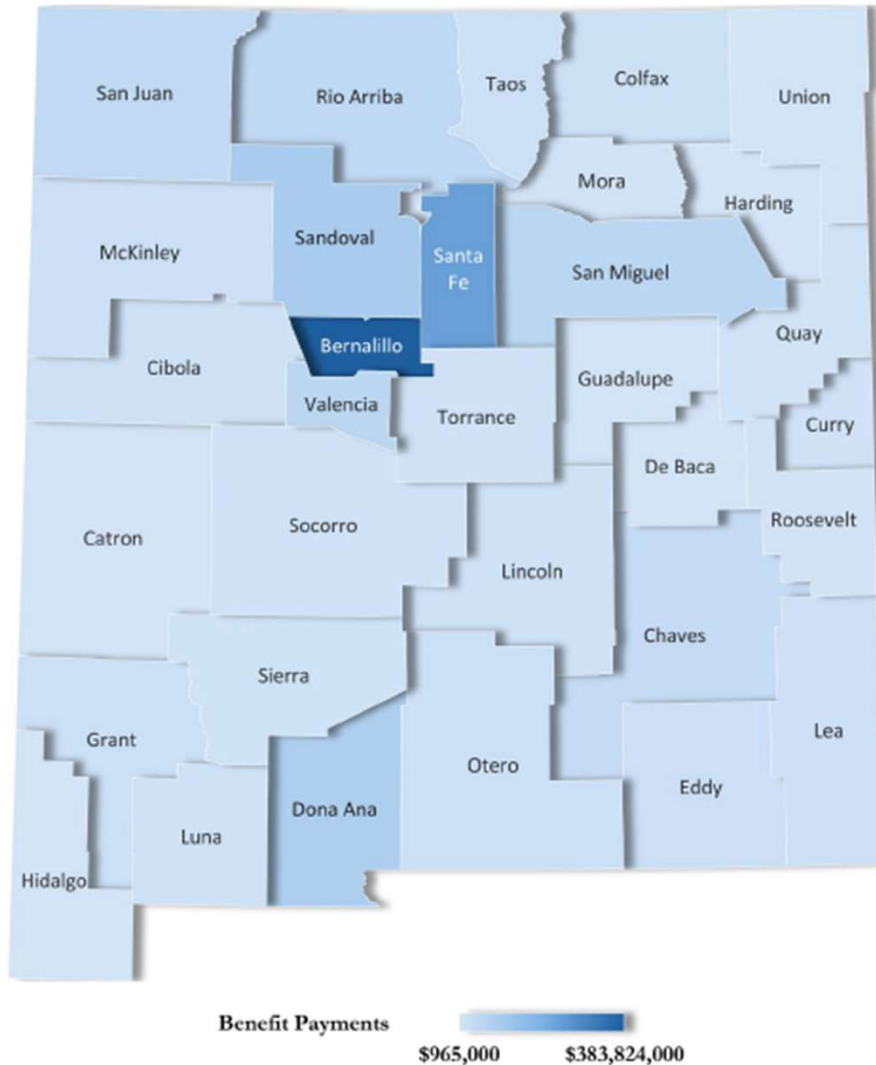 San Juan
Rio Arriba
Taos
Colfax
Union
Mora
Harding
McKinley
Sandoval
Santa
Fe
San Miguel
Quay
Bernalillo
Cibola
Valencia
Torrance
Guadalupe
Curry
De Baca
Roosevelt
Catron
Socorro
Lincoln
Chaves
Sierra
Grant
Otero
Lea
Eddy
Dona Ana
Luna
Hidalgo
Benefit Payments
$965,000 $383,824,000